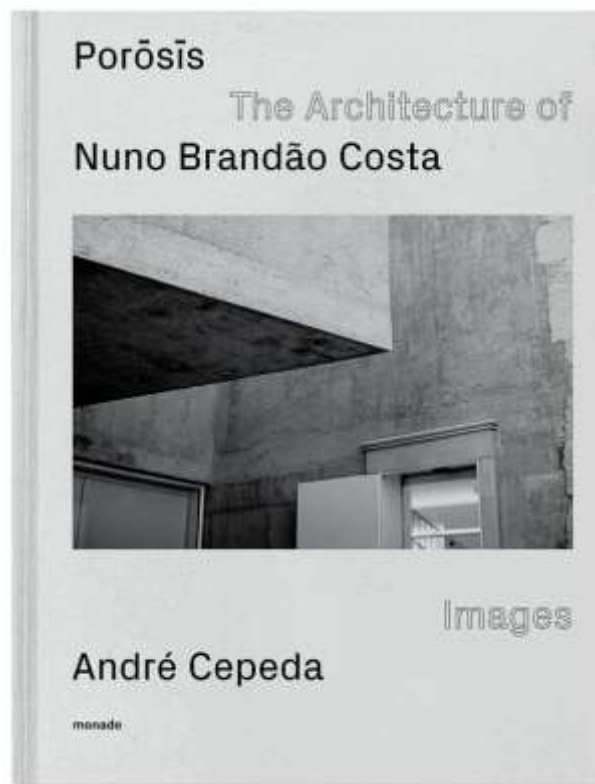 Porōsīs
The Architecture of
Nuno Brandão Costa
Images
André Cepeda
monade